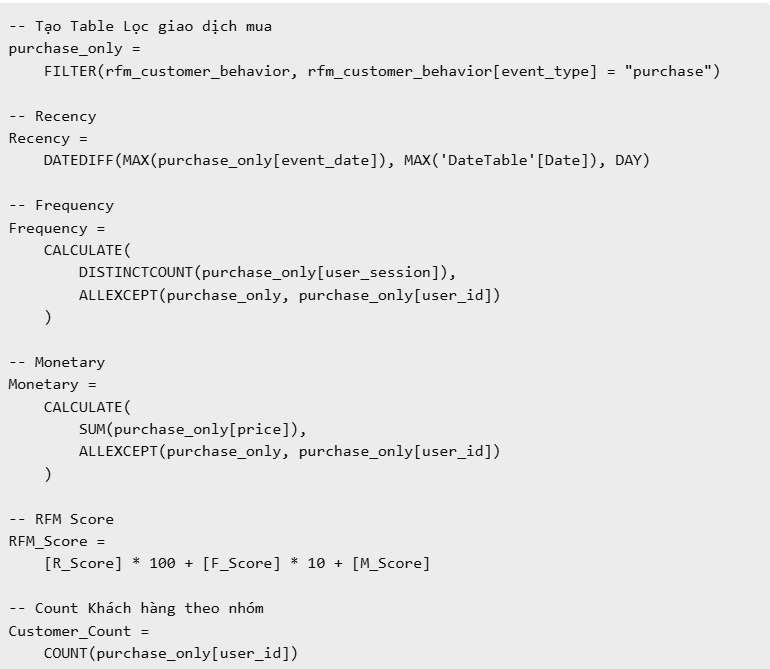 -- Tạo Table Lọc giao dịch mua
purchase_only =
    FILTER(rfm_customer_behavior, rfm_customer_behavior[event_type] = "purchase")

-- Recency
Recency =
    DATEDIFF(MAX(purchase_only[event_date]), MAX('DateTable'[Date]), DAY)

-- Frequency
Frequency =
    CALCULATE(
        DISTINCTCOUNT(purchase_only[user_session]),
        ALLEXCEPT(purchase_only, purchase_only[user_id])
    )

-- Monetary
Monetary =
    CALCULATE(
        SUM(purchase_only[price]),
        ALLEXCEPT(purchase_only, purchase_only[user_id])
    )

-- RFM Score
RFM_Score =
    [R_Score] * 100 + [F_Score] * 10 + [M_Score]

-- Count Khách hàng theo nhóm
Customer_Count =
    COUNT(purchase_only[user_id])